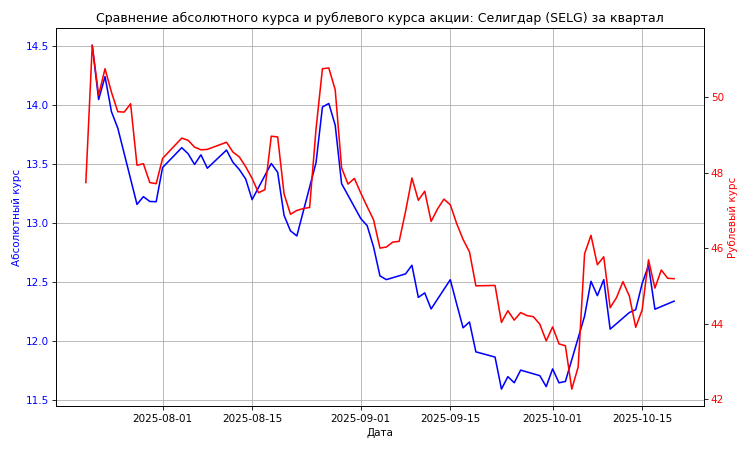 Сравнение абсолютного курса и рублевого курса акции: Селигдар (SELG) за квартал
Абсолютный курс
14.5
14.0
13.5
13.0
12.5
12.0
11.5
50
48
46
44
42
Рублевый курс
2025-08-01 2025-08-15 2025-09-01 2025-09-15 2025-10-01 2025-10-15
Дата